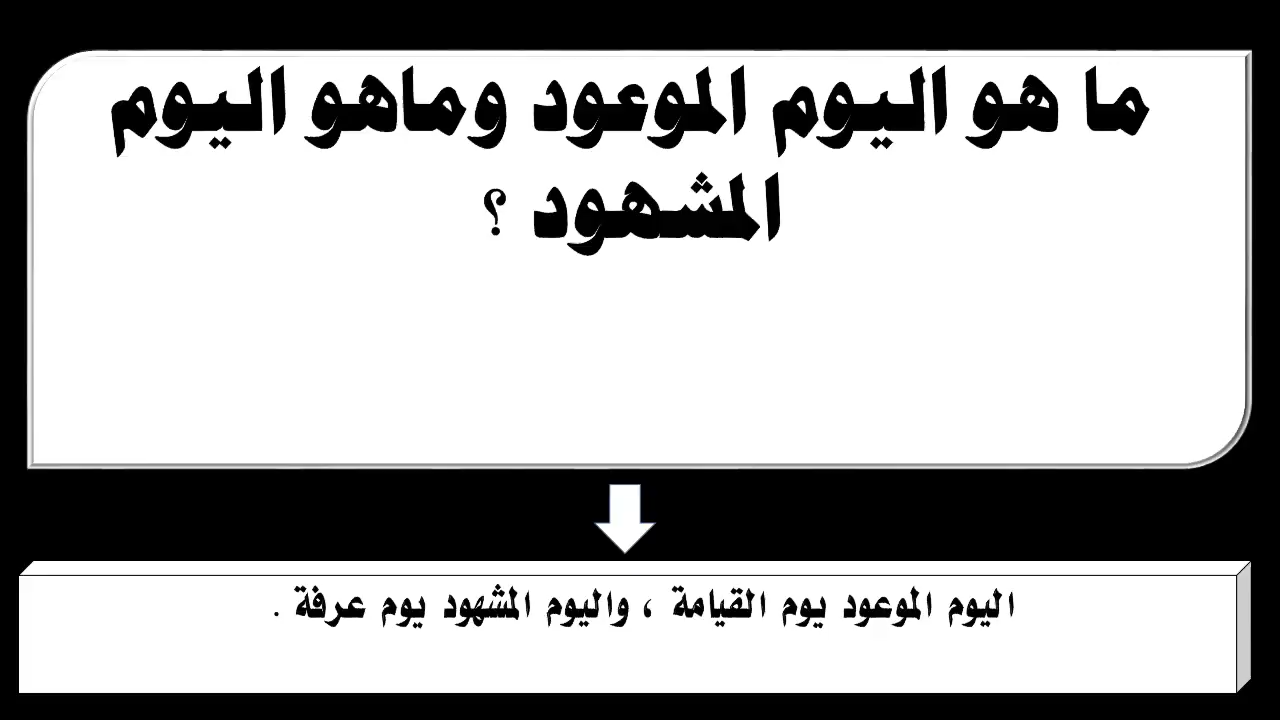 ما هو اليوم الموعود وماهو اليوم
المشهود ؟
اليوم الموعود يوم القيامة ، واليوم المشهود يوم عرفة .